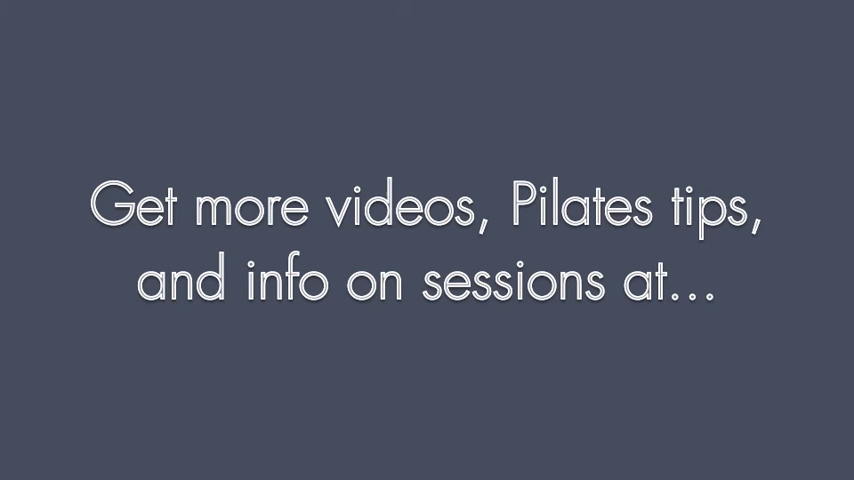 Get more videos, Pilates tips,
and info on sessions at...